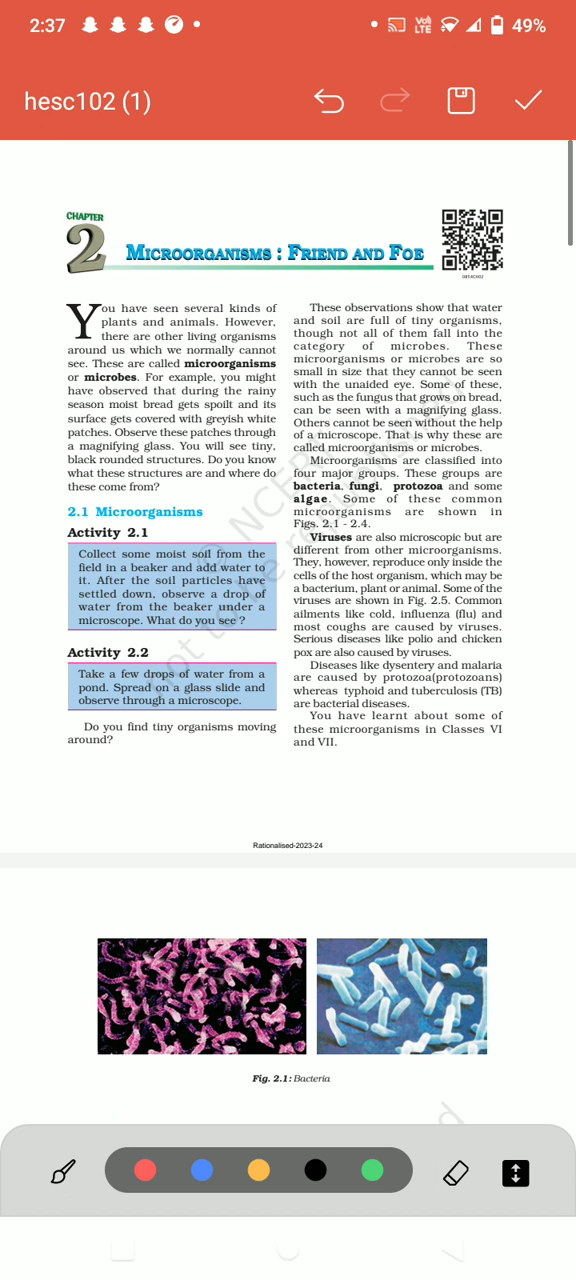 2:37
Vol)
LTE
49%
hesc102 (1)
CHAPTER
2
MICROORGANISMS : FRIEND AND FOE
0854CH02
You have seen several kinds of
plants and animals. However,
there are other living organisms
around us which we normally cannot
see. These are called microorganisms
or microbes. For example, you might
have observed that during the rainy
season moist bread gets spoilt and its
surface gets covered with greyish white
patches. Observe these patches through
a magnifying glass. You will see tiny,
black rounded structures. Do you know
what these structures are and where do
these come from?
2.1 Microorganisms
Activity 2.1
Collect some moist soil from the
field in a beaker and add water to
it. After the soil particles have
settled down, observe a drop of
water from the beaker under a
microscope. What do you see ?
Activity 2.2
Take a few drops of water from a
pond. Spread on a glass slide and
observe through a microscope.
Do you find tiny organisms moving
around?
These observations show that water
and soil are full of tiny organisms,
though not all of them fall into the
category of microbes. These
microorganisms or microbes are so
small in size that they cannot be seen
with the unaided eye. Some of these,
such as the fungus that grows on bread,
can be seen with a magnifying glass.
Others cannot be seen without the help
of a microscope. That is why these are
called microorganisms or microbes.
Microorganisms are classified into
four major groups. These groups are
bacteria, fungi, protozoa and some
algae. Some of these common
microorganisms are shown in
Figs. 2.1 - 2.4.
Viruses are also microscopic but are
different from other microorganisms.
They, however, reproduce only inside the
cells of the host organism, which may be
a bacterium, plant or animal. Some of the
viruses are shown in Fig. 2.5. Common
ailments like cold, influenza (flu) and
most coughs are caused by viruses.
Serious diseases like polio and chicken
pox are also caused by viruses.
Diseases like dysentery and malaria
are caused by protozoa(protozoans)
whereas typhoid and tuberculosis (TB)
are bacterial diseases.
You have learnt about some of
these microorganisms in Classes VI
and VII.
© NCERT
not to be republished
Rationalised-2023-24
Fig. 2.1: Bacteria
d